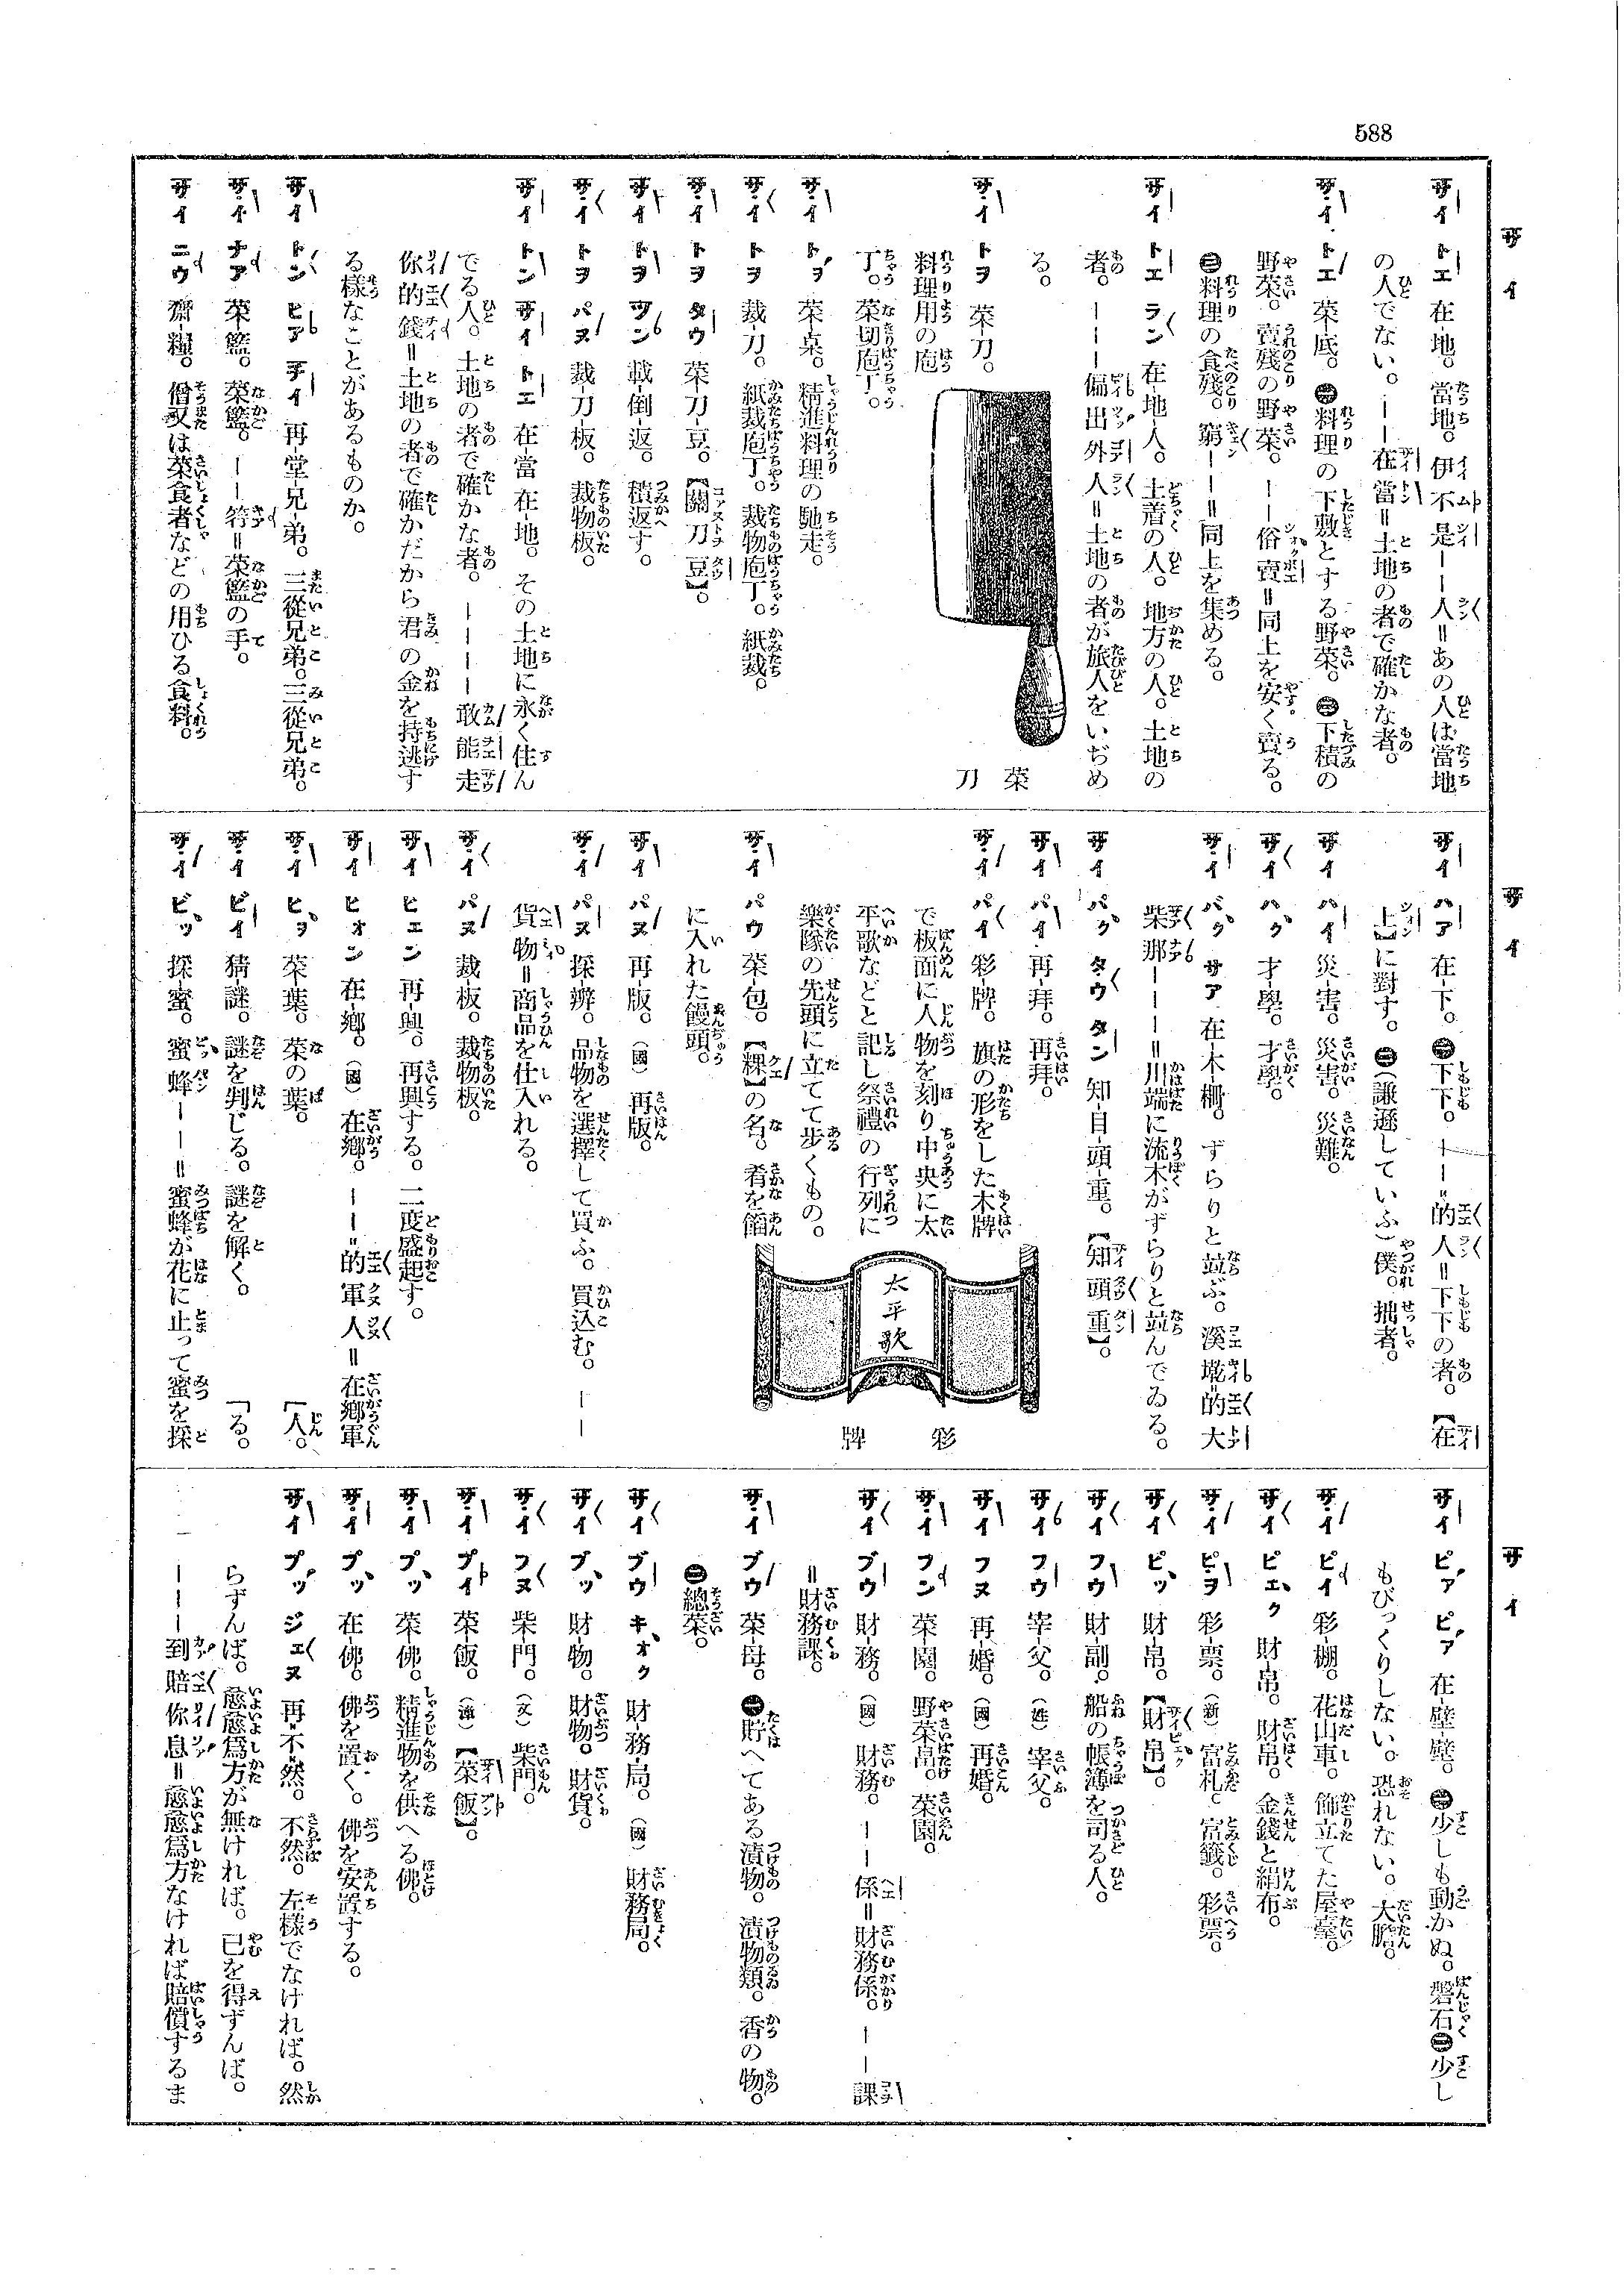 588
サイ
サイ
サイ
サイ トエ 在-地。當地。伊不是ーー人=あの人は當地
の人でない。ーー在當=土地の者で確かな者。
サイ トエ 菜-底。㊀料理の下敷とする野菜。㊁下積の
野菜。賣殘の野菜。ーー俗賣=同上を安く賣る。
㊂料理の食殘。窮ーー=同上を集める。
サイ トエ ラン 在-地-人。土着の人。地方の人。土地の
者。ーーー偏出外人=土地の者が旅人をいぢめ
る。
サイ トヲ 菜-刀。
料理用の庖
丁。菜切庖丁。
菜刀
サイ トヲ 菜-桌。精進料理の馳走。
サイ トヲ 裁-刀。紙裁庖丁。裁物庖丁。紙裁。
サイ トヲ タウ 菜-刀-豆。【關刀豆】。
サイ トヲ ツン 載-倒-返。積返す。
サイ トヲ パヌ 裁-刀-板。裁物板。
サイ トン サイ トエ 在-當 在-地。その土地に永く住ん
でる人。土地の者で確かな者。ーーーー敢能走
你的錢=土地の者で確かだから君の金を持逃す
る樣なことがあるものか。
サイ トン ヒア チイ 再-堂-兄-弟。三從兄弟。三從兄弟。
サイ ナア 菜-籃。菜籃。ーー𥬠=菜籃の手。
サイ ニウ 齋-糧。僧又は菜食者などの用ひる食料。
サイ ハア 在-下。㊀下下。ーー的人=下下の者。【在
上】に對す。㊁(謙遜していふ)僕。拙者。
サイ ハイ 災-害。災害。災難。
サイ ハク 才-學。才學。
サイ バク サア 在木-柵。ずらりと竝ぶ。溪墘的大
柴那ーーー=川端に流木がずらりと竝んでゐる。
サイ バク タウ タン 知-目-頭-重。【知頭重】。
サイ パイ 再-拜。再拜。
サイ パイ 彩-牌。旗の形をした木牌
で板面に人物を刻り中央に太
平歌などと記し祭禮の行列に
樂隊の先頭に立てて步くもの。
太平歌
彩牌
サイ パウ 菜-包。【粿】の名。肴を餡
に入れた饅頭。
サイ パヌ 再-版。(國)再版。
サイ パヌ 採-辨。品物を選擇して買ふ。買込む。ーー
貨物=商品を仕入れる。
サイ パヌ 裁-板。裁物板。
サイ ヒェン 再-興。再興する。二度盛起す。
サイ ヒォン 在-鄕。(國)在鄕。ーー的軍人=在鄕軍
「人。
サイ ヒヲ 菜-葉。菜の葉。
サイ ビイ 猜-謎。謎を判じる。謎を解く。
「る。
サイ ビッ 採-蜜。蜜蜂ーー=蜜蜂が花に止って蜜を採
サイ ピァ ピァ 在-壁壁。㊀少しも動かぬ。磐石㊁少し
もびっくりしない。恐れない。大膽。
サイ ピイ 彩-棚。花山車。飾立てた屋臺。
サイ ピェク 財-帛。財帛。金錢と絹布。
サイ ピヲ 彩-票。(新)富札。富籤。彩票。
サイ ピッ 財-帛。【財帛】。
サイ フウ 財-副。船の帳簿を司る人。
サイ フウ 宰-父。(姓)宰父。
サイ フヌ 再-婚。(國)再婚。
サイ フン 菜-園。野菜畠。菜園。
サイ ブウ 財-務。(國)財務。ーー係=財務係。ーー課
=財務課。
サイ ブウ 菜-母。㊀貯へてある漬物。漬物類。香の物。
㊁總菜。
サイ ブウ キォク 財-務-局。(國)財務局。
サイ ブッ 財-物。財物。財貨。
サイ フヌ 柴-門。(文)柴門。
サイ プイ 菜-飯。(漳)【菜飯】。
サイ プッ 菜-佛。精進物を供へる佛。
サイ プッ 在-佛。佛を置く。佛を安置する。
サイ プッ ジェヌ 再-不-然。不然。左樣でなければ。然
らずんば。愈愈爲方が無ければ。已を得ずんば。
ーーー到賠你息=愈愈爲方なければ賠償するま